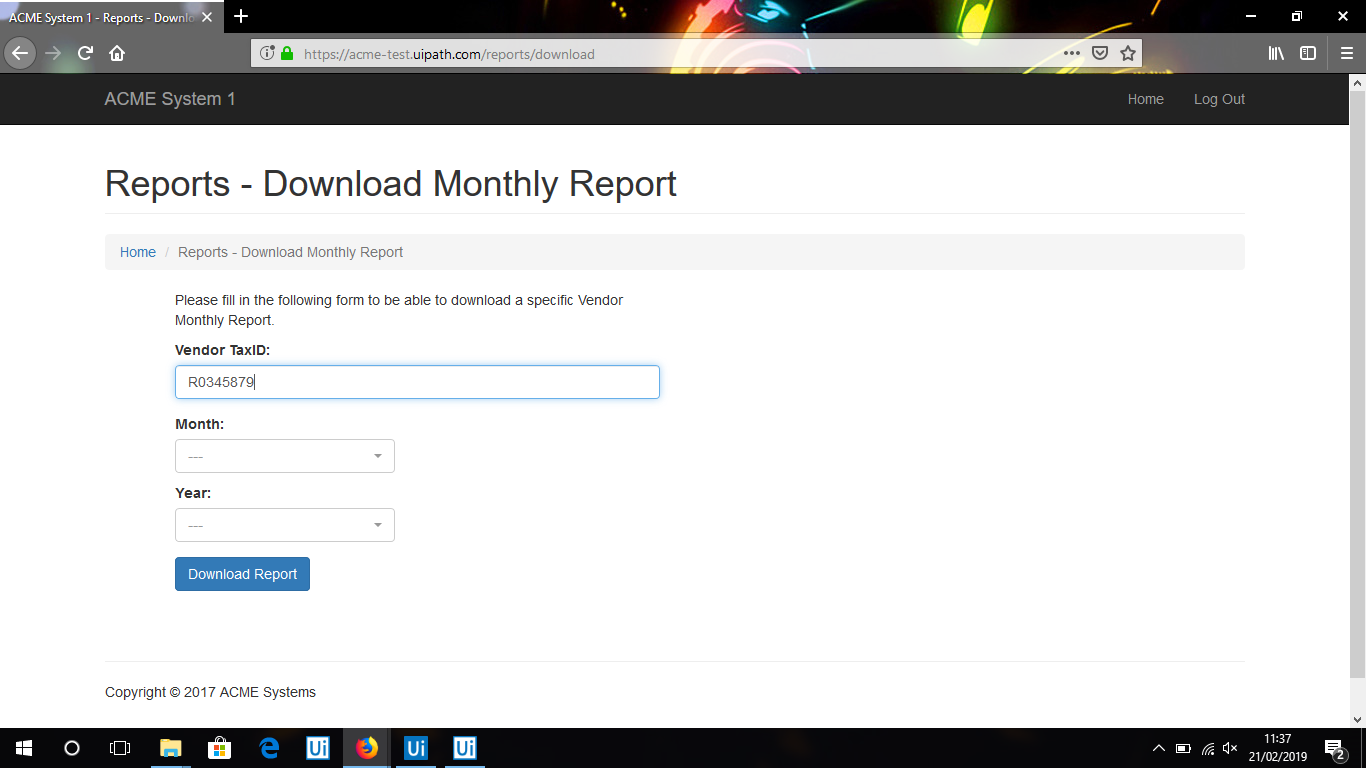 ACME System 1 - Reports - Downlo
https://acme-test.uipath.com/reports/download
ACME System 1
Home
Log Out
Reports - Download Monthly Report
Home / Reports - Download Monthly Report
Please fill in the following form to be able to download a specific Vendor
Monthly Report.
Vendor TaxID:
R0345879
Month:
---
Year:
---
Download Report
Copyright © 2017 ACME Systems
Ui
Ui
Ui
11:37
21/02/2019
2